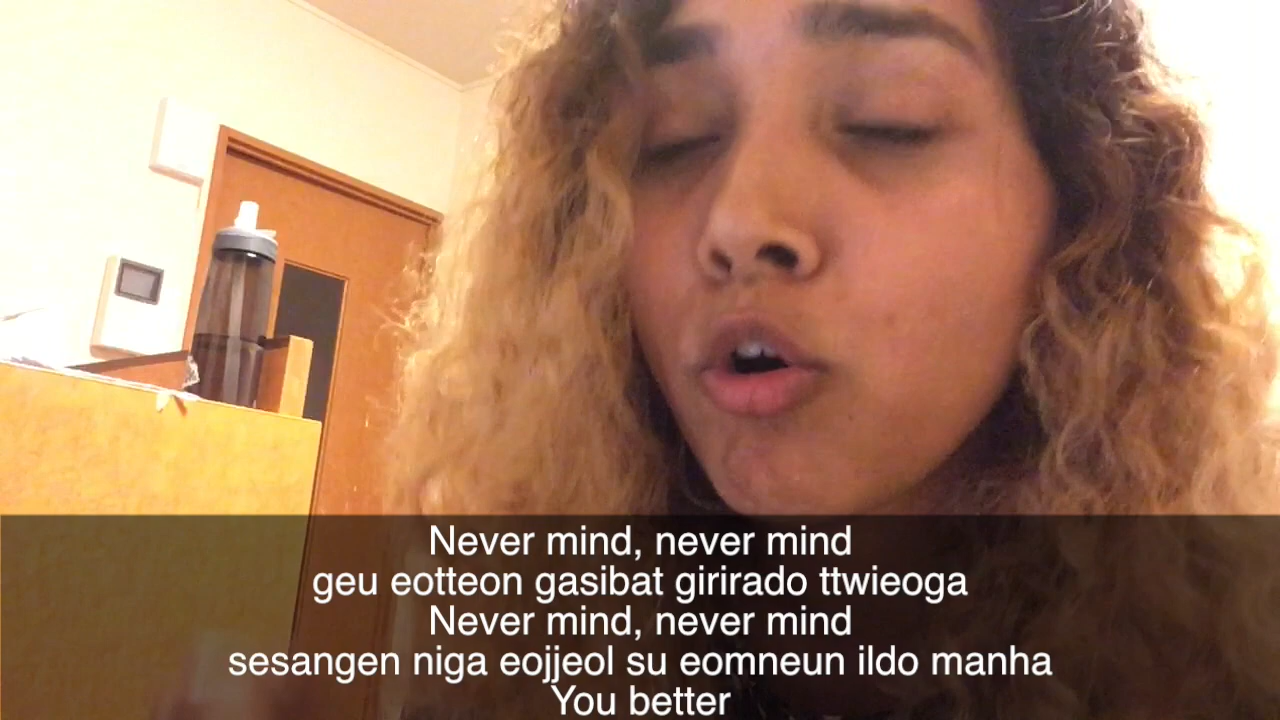 Never mind, never mind
geu eotteon gasibat girirado ttwieoga
Never mind, never mind
sesangen niga eojjeol su eomneun ildo manha
You better